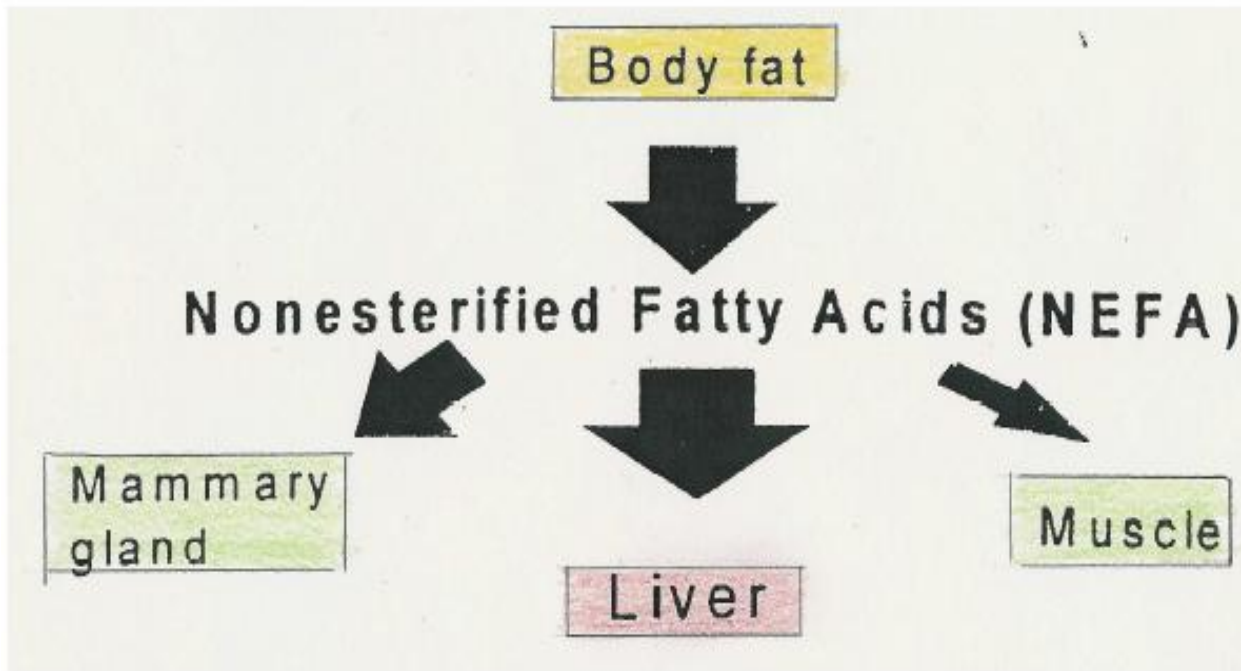 Body fat
Nonesterified Fatty Acids (NEFA)
Mammary
gland
Muscle
Liver